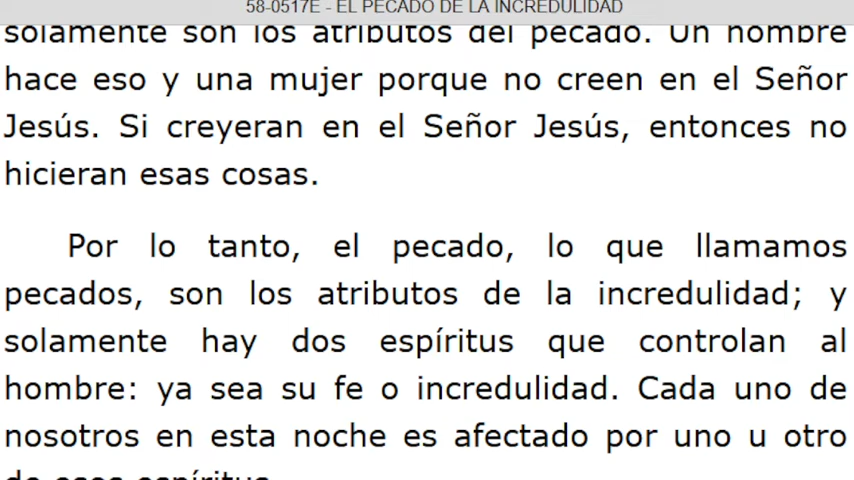 58-0517E - EL PECADO DE LA INCREDULIDAD
solamente son los atributos del pecado. Un hombre
hace eso y una mujer porque no creen en el Señor
Jesús. Si creyeran en el Señor Jesús, entonces no
hicieran esas cosas.
Por lo tanto, el pecado, lo que llamamos
pecados, son los atributos de la incredulidad; y
solamente hay dos espíritus que controlan al
hombre: ya sea su fe o incredulidad. Cada uno de
nosotros en esta noche es afectado por uno u otro
de esos espíritus